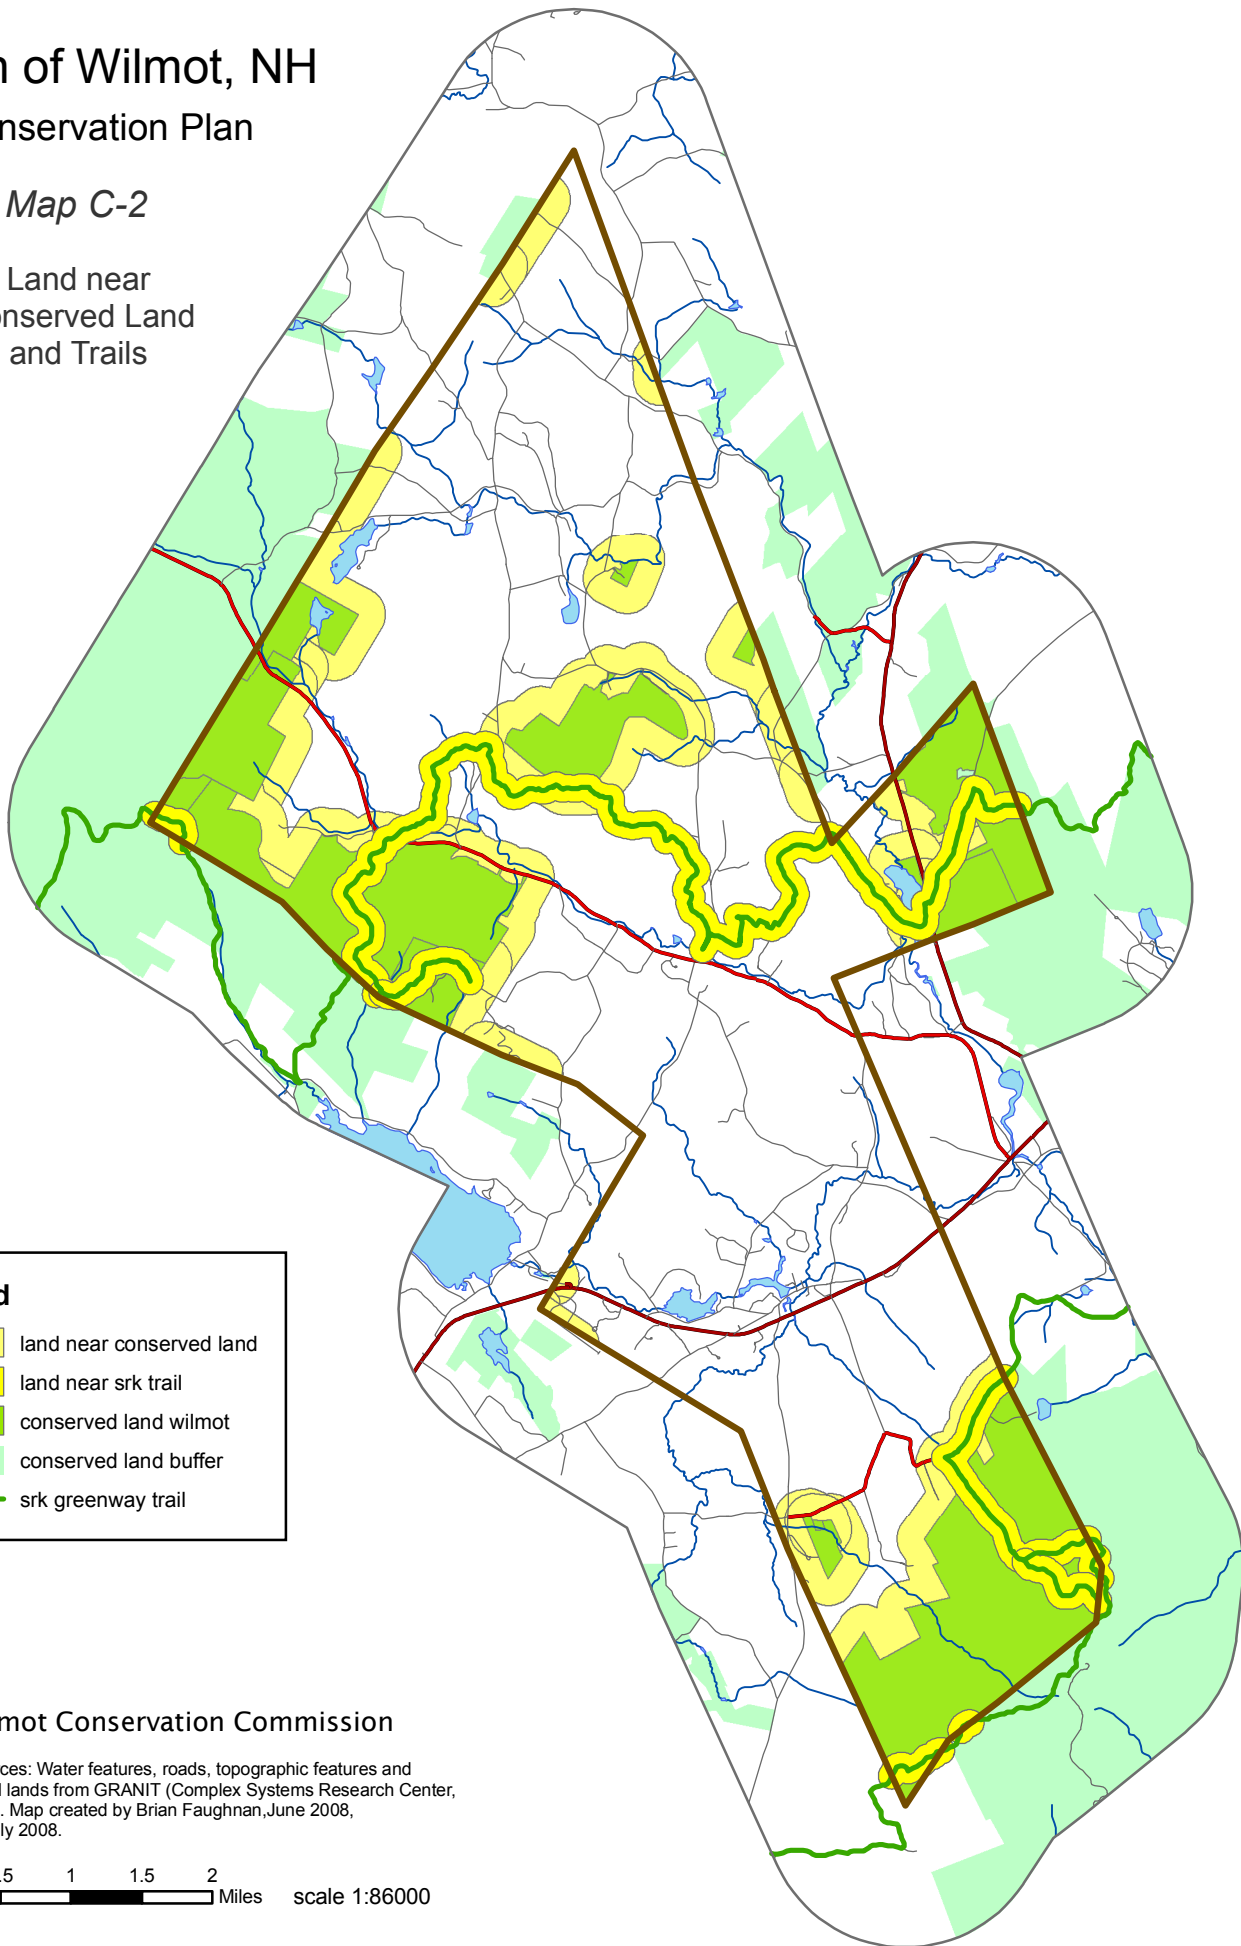 n of Wilmot, NH
nservation Plan
Map C-2
Land near
onserved Land
and Trails
d
land near conserved land
land near srk trail
conserved land wilmot
conserved land buffer
srk greenway trail
lmot Conservation Commission
ces: Water features, roads, topographic features and
l lands from GRANIT (Complex Systems Research Center,
. Map created by Brian Faughnan,June 2008,
ly 2008.
.5 1 1.5 2
Miles scale 1:86000